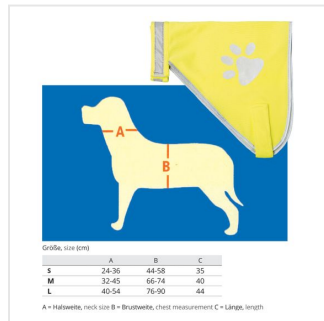 A
B
Größe, size (cm)
A B C
S 24-36 44-58 35
M 32-45 66-74 40
L 40-54 76-90 44
A = Halsweite, neck size B = Brustweite, chest measurement C = Länge, length